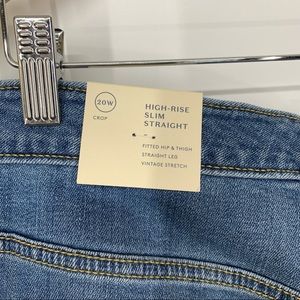 20W
CROP
HIGH-RISE
SLIM
STRAIGHT
FITTED HIP & THIGH
STRAIGHT LEG
VINTAGE STRETCH